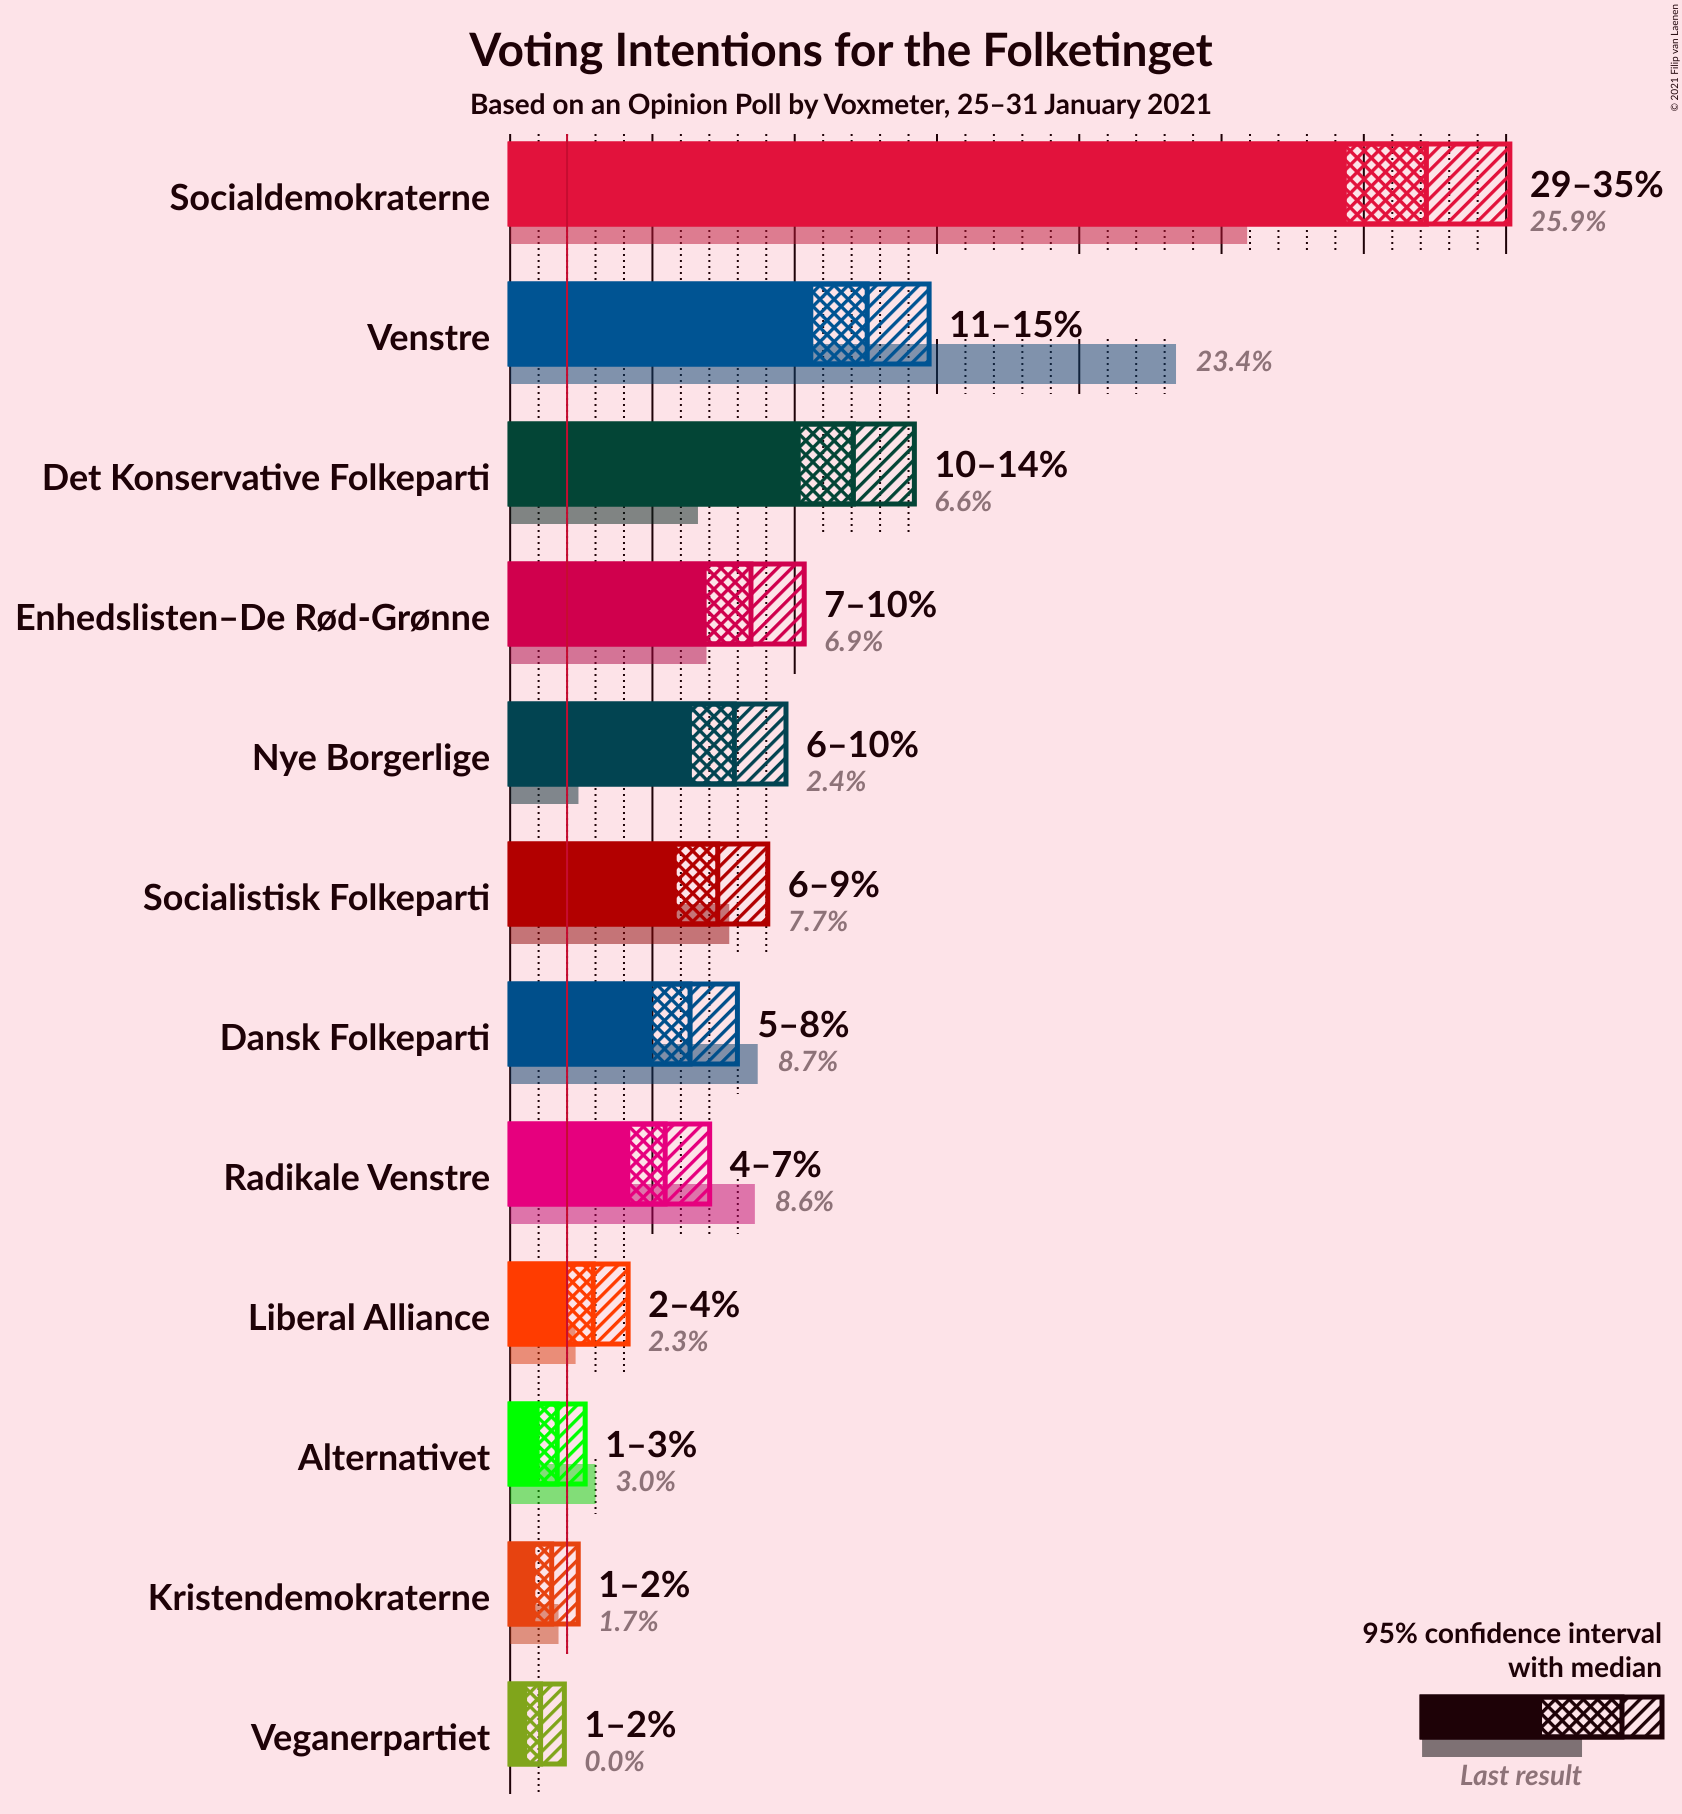 Voting Intentions for the Folketinget
Based on an Opinion Poll by Voxmeter, 25–31 January 2021
© 2021 Filip van Laenen
Socialdemokraterne
29–35%
25.9%
Venstre
11–15%
23.4%
Det Konservative Folkeparti
10–14%
6.6%
Enhedslisten–De Rød-Grønne
7–10%
6.9%
Nye Borgerlige
6–10%
2.4%
Socialistisk Folkeparti
6–9%
7.7%
Dansk Folkeparti
5–8%
8.7%
Radikale Venstre
4–7%
8.6%
Liberal Alliance
2–4%
2.3%
Alternativet
1–3%
3.0%
Kristendemokraterne
1–2%
1.7%
Veganerpartiet
1–2%
0.0%
95% confidence interval
with median
Last result